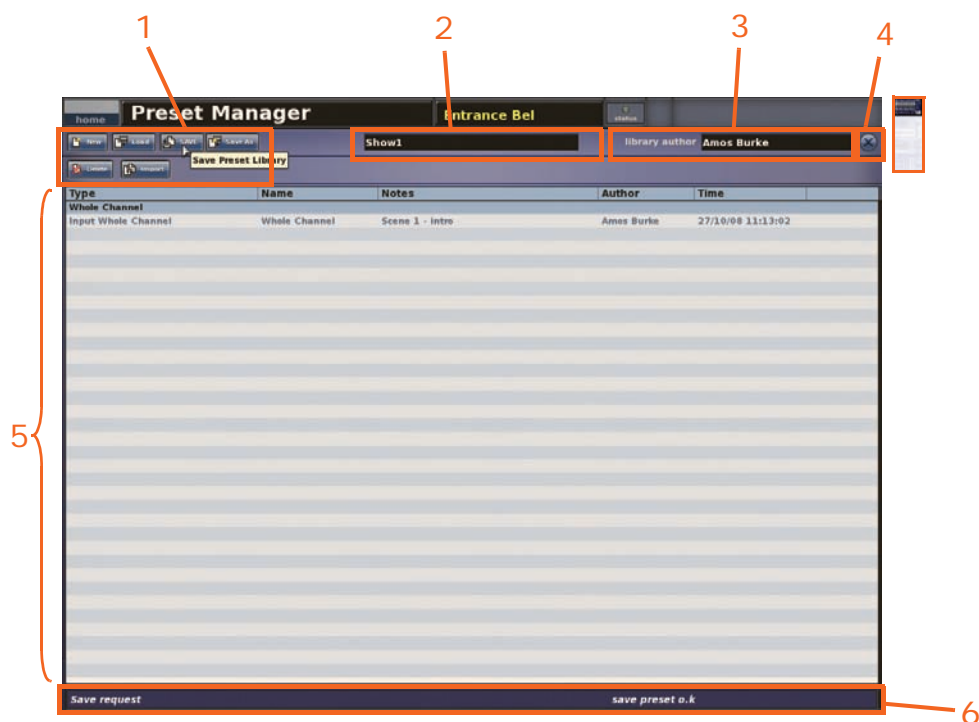 1 2 3 4
home Preset Manager Entrance Bel status
New Load SAVE Save As Show1 library author Amos Burke
Save Preset Library
Delete Import
Type Name Notes Author Time
Whole Channel
Input Whole Channel Whole Channel Scene 1 - intro Amos Burke 27/10/08 11:13:02
5
Save request save preset o.k
6